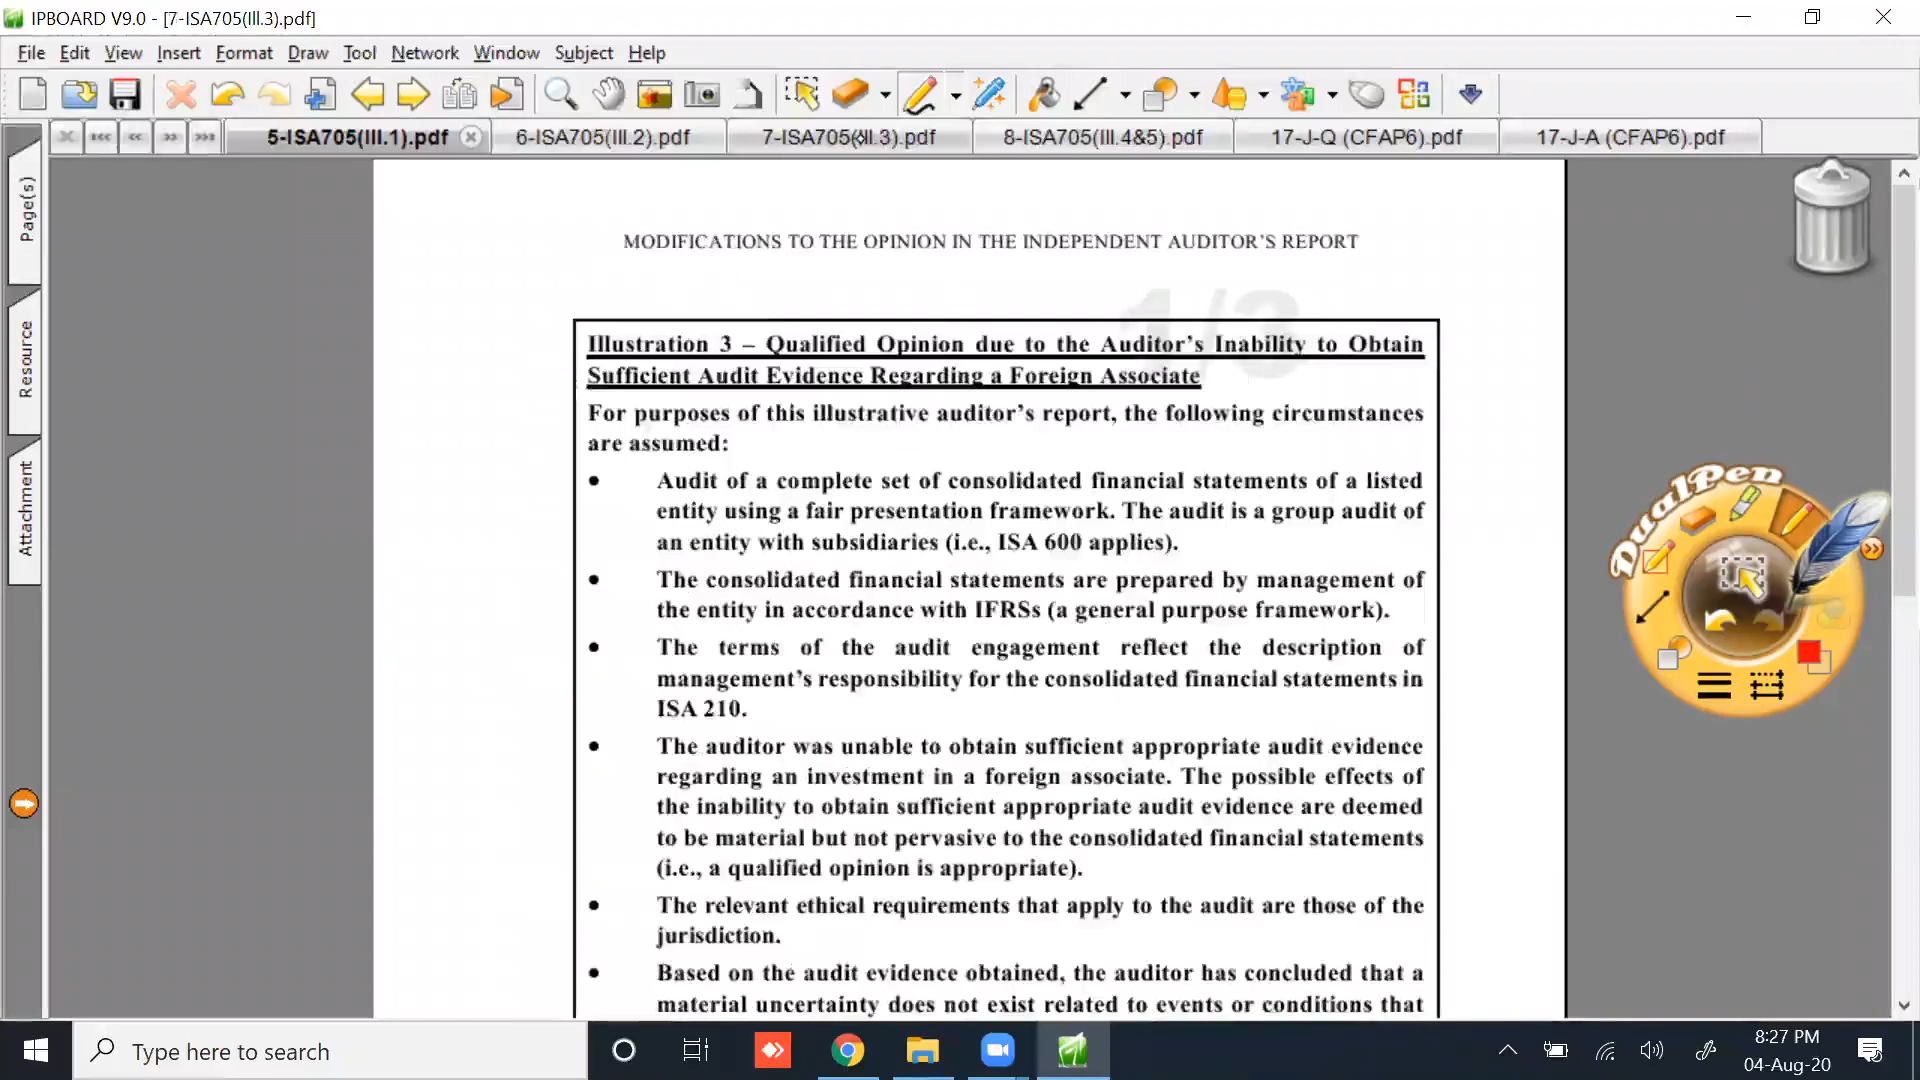 IPBOARD V9.0 - [7-ISA705(Ill.3).pdf]
File Edit View Insert Format Draw Tool Network Window Subject Help
5-ISA705(Ill.1).pdf 6-ISA705(Ill.2).pdf 7-ISA705(Ill.3).pdf 8-ISA705(Ill.4&5).pdf 17-J-Q (CFAP6).pdf 17-J-A (CFAP6).pdf
Page(s)
Resource
Attachment
MODIFICATIONS TO THE OPINION IN THE INDEPENDENT AUDITOR'S REPORT
1/3
Illustration 3 – Qualified Opinion due to the Auditor's Inability to Obtain
Sufficient Audit Evidence Regarding a Foreign Associate
For purposes of this illustrative auditor's report, the following circumstances
are assumed:
• Audit of a complete set of consolidated financial statements of a listed
entity using a fair presentation framework. The audit is a group audit of
an entity with subsidiaries (i.e., ISA 600 applies).
• The consolidated financial statements are prepared by management of
the entity in accordance with IFRSs (a general purpose framework).
• The terms of the audit engagement reflect the description of
management's responsibility for the consolidated financial statements in
ISA 210.
• The auditor was unable to obtain sufficient appropriate audit evidence
regarding an investment in a foreign associate. The possible effects of
the inability to obtain sufficient appropriate audit evidence are deemed
to be material but not pervasive to the consolidated financial statements
(i.e., a qualified opinion is appropriate).
• The relevant ethical requirements that apply to the audit are those of the
jurisdiction.
• Based on the audit evidence obtained, the auditor has concluded that a
material uncertainty does not exist related to events or conditions that
DualPen
Type here to search
8:27 PM
04-Aug-20